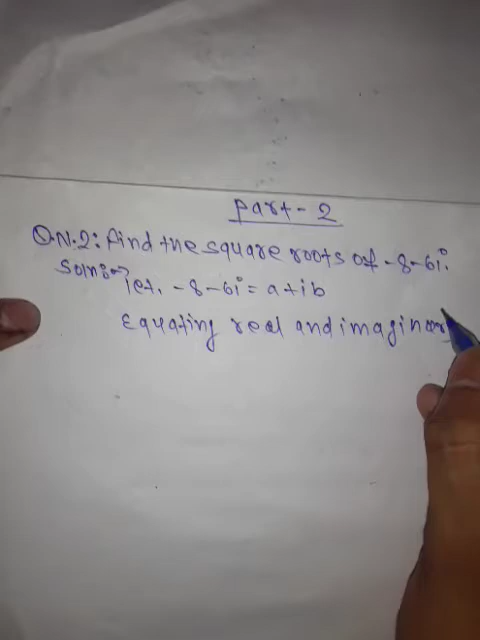 Part-2
Q.N.2: find the square roots of -8-6i.
Soln:→ let, -8-6i = a+ib
Equating real and imaginary